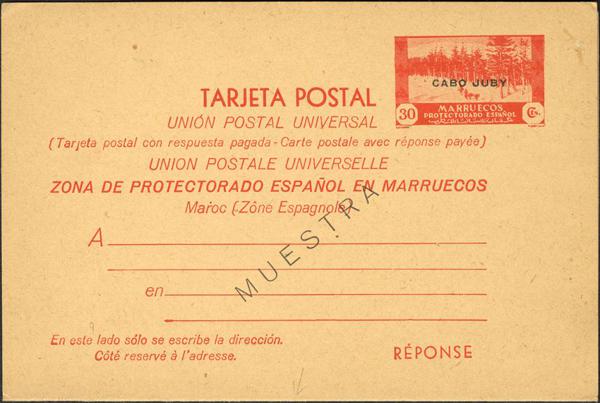 CABO JUBY
MARRUECOS
PROTECTORADO ESPAÑOL
30 Cts.
TARJETA POSTAL
UNIÓN POSTAL UNIVERSAL
(Tarjeta postal con respuesta pagada - Carte postale avec réponse payée)
UNION POSTALE UNIVERSELLE
ZONA DE PROTECTORADO ESPAÑOL EN MARRUECOS
Maroc (Zône Espagnole)
MUESTRA
A
en
En este lado sólo se escribe la dirección.
Côté reservé à l'adresse.
RÉPONSE